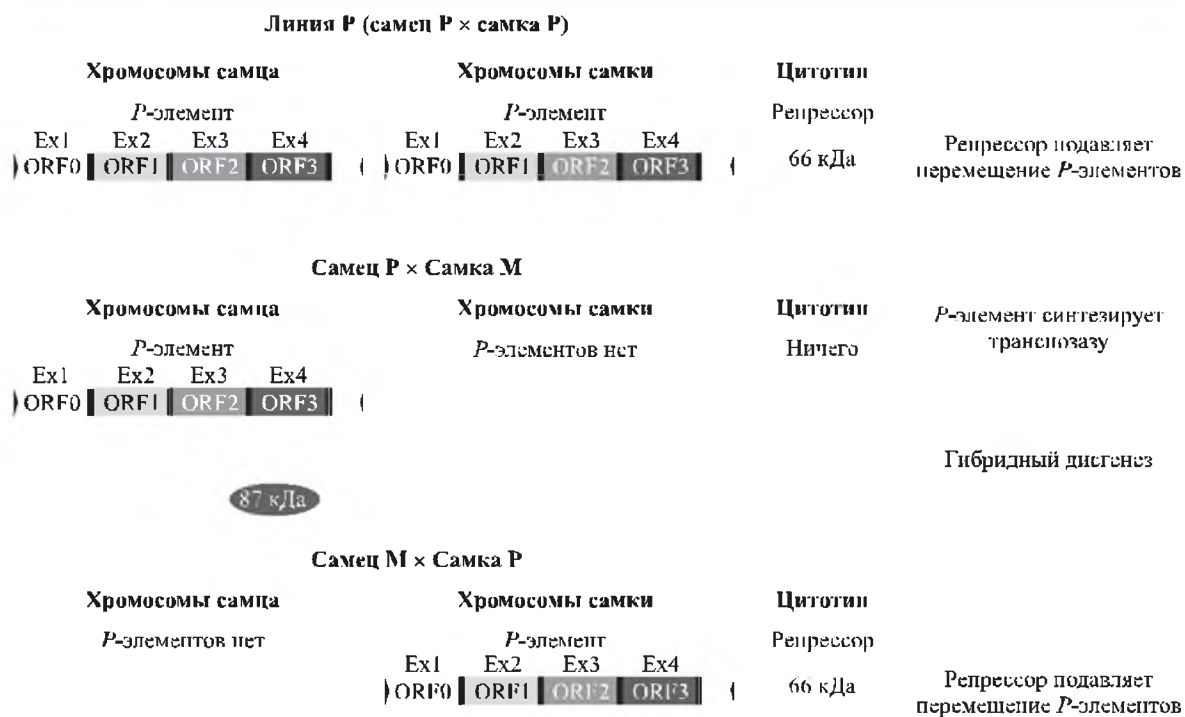 Линия P (самец P × самка P)
Хромосомы самца Хромосомы самки Цитотип
P-элемент P-элемент Репрессор
Ex1 Ex2 Ex3 Ex4 Ex1 Ex2 Ex3 Ex4
ORF0 ORF1 ORF2 ORF3 ORF0 ORF1 ORF2 ORF3 66 кДа
Репрессор подавляет
перемещение P-элементов
Самец P × Самка M
Хромосомы самца Хромосомы самки Цитотип
P-элемент P-элементов нет Ничего
P-элемент синтезирует
транспозазу
Ex1 Ex2 Ex3 Ex4
ORF0 ORF1 ORF2 ORF3
Гибридный дисгенез
87 кДа
Самец M × Самка P
Хромосомы самца Хромосомы самки Цитотип
P-элементов нет P-элемент Репрессор
Ex1 Ex2 Ex3 Ex4
ORF0 ORF1 ORF2 ORF3 66 кДа
Репрессор подавляет
перемещение P-элементов